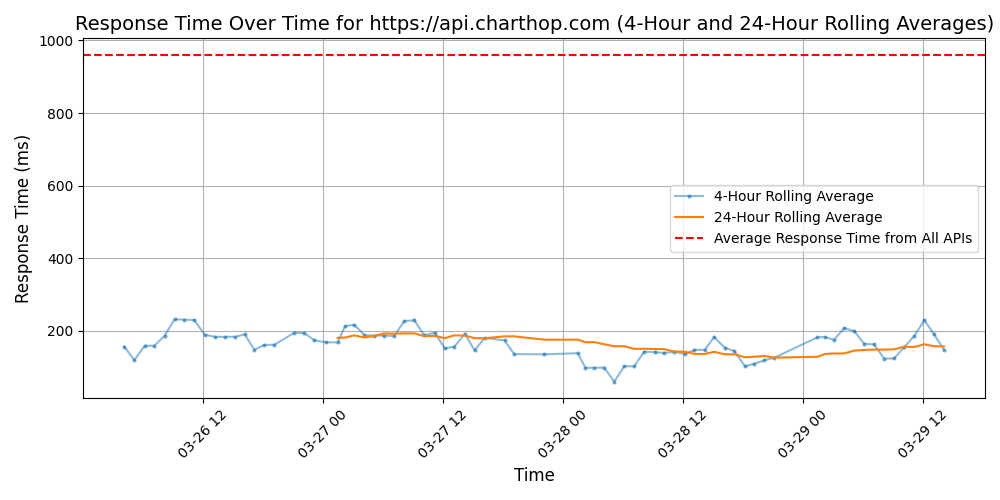 Response Time Over Time for https://api.charthop.com (4-Hour and 24-Hour Rolling Averages)
1000
800
600
400
200
Response Time (ms)
4-Hour Rolling Average
24-Hour Rolling Average
Average Response Time from All APIs
03-26 12
03-27 00
03-27 12
03-28 00
03-28 12
03-29 00
03-29 12
Time